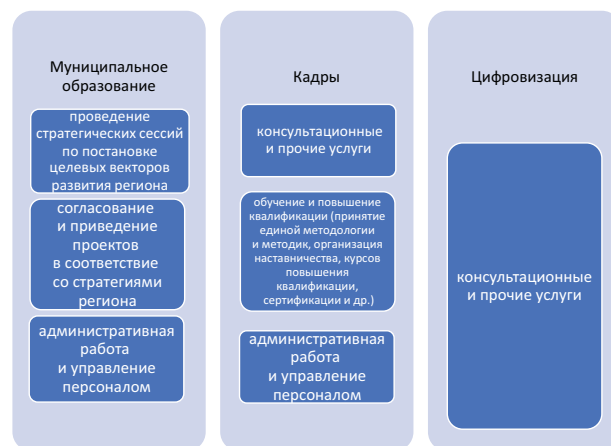 Муниципальное
образование
проведение
стратегических сессий
по постановке
целевых векторов
развития региона
согласование
и приведение
проектов
в соответствие
со стратегиями
региона
административная
работа
и управление
персоналом
Кадры
консультационные
и прочие услуги
обучение и повышение
квалификации (принятие
единой методологии
и методик, организация
наставничества, курсов
повышения
квалификации,
сертификации и др.)
административная
работа
и управление
персоналом
Цифровизация
консультационные
и прочие услуги